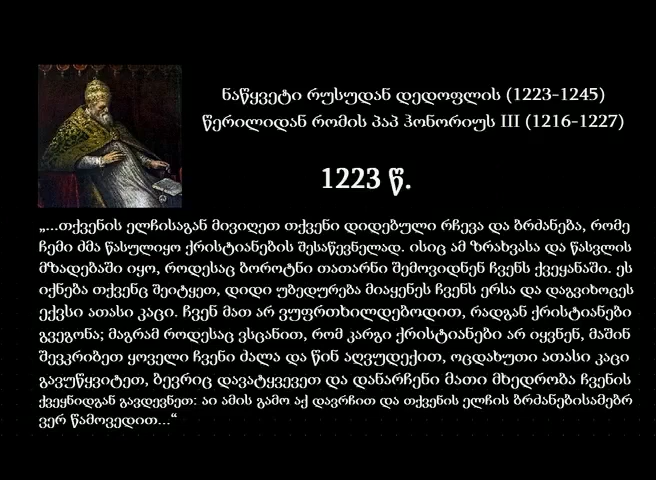 ნაწყვეტი რუსუდან დედოფლის (1223-1245)
წერილიდან რომის პაპ ჰონორიუს III (1216-1227)
1223 წ.
„...თქვენის ელჩისაგან მივიღეთ თქვენი დიდებული რჩევა და ბრძანება, რომე
ჩემი ძმა წასულიყო ქრისტიანების შესაწევნელად. ისიც ამ ზრახვასა და წასვლის
მზადებაში იყო, როდესაც ბოროტნი თათარნი შემოვიდნენ ჩვენს ქვეყანაში. ეს
იქნება თქვენც შეიტყეთ, დიდი უბედურება მიაყენეს ჩვენს ერსა და დაგვიხოცეს
ექვსი ათასი კაცი. ჩვენ მათ არ ვუფრთხილდებოდით, რადგან ქრისტიანები
გვეგონა; მაგრამ როდესაც ვსცანით, რომ კარგი ქრისტიანები არ იყვნენ, მაშინ
შევკრიბეთ ყოველი ჩვენი ძალა და წინ აღვუდექით, ოცდახუთი ათასი კაცი
გავუწყვიტეთ, ბევრიც დავატყვევეთ და დანარჩენი მათი მხედრობა ჩვენის
ქვეყნიდგან გავდევნეთ: აი ამის გამო აქ დავრჩით და თქვენის ელჩის ბრძანებისამებრ
ვერ წამოვედით...“